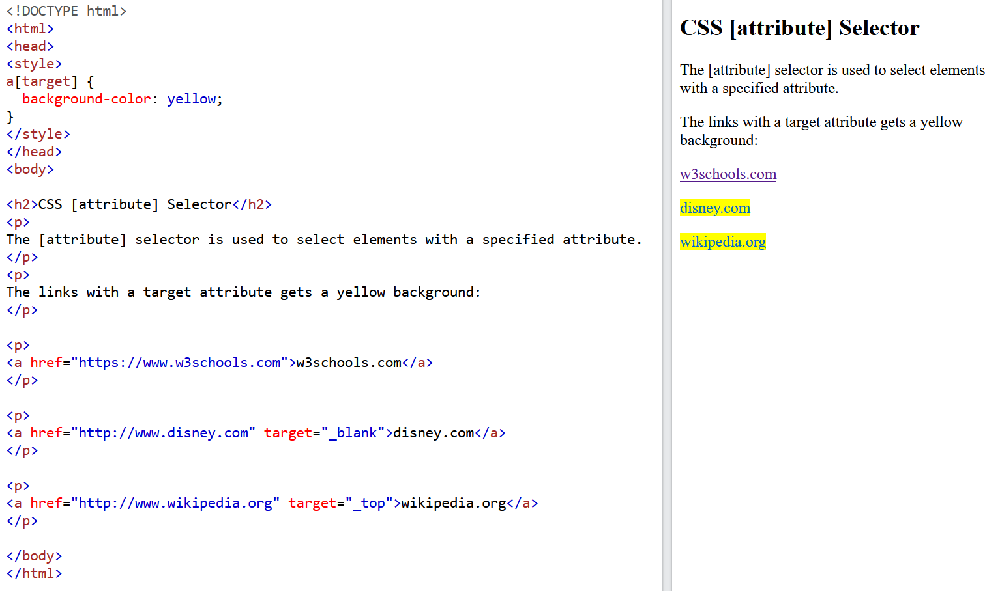 <!DOCTYPE html>
<html>
<head>
<style>
a[target] {
  background-color: yellow;
}
</style>
</head>
<body>

<h2>CSS [attribute] Selector</h2>
<p>
The [attribute] selector is used to select elements with a specified attribute.
</p>
<p>
The links with a target attribute gets a yellow background:
</p>

<p>
<a href="https://www.w3schools.com">w3schools.com</a>
</p>

<p>
<a href="http://www.disney.com" target="_blank">disney.com</a>
</p>

<p>
<a href="http://www.wikipedia.org" target="_top">wikipedia.org</a>
</p>

</body>
</html>
CSS [attribute] Selector
The [attribute] selector is used to select elements
with a specified attribute.
The links with a target attribute gets a yellow
background:
w3schools.com
disney.com
wikipedia.org